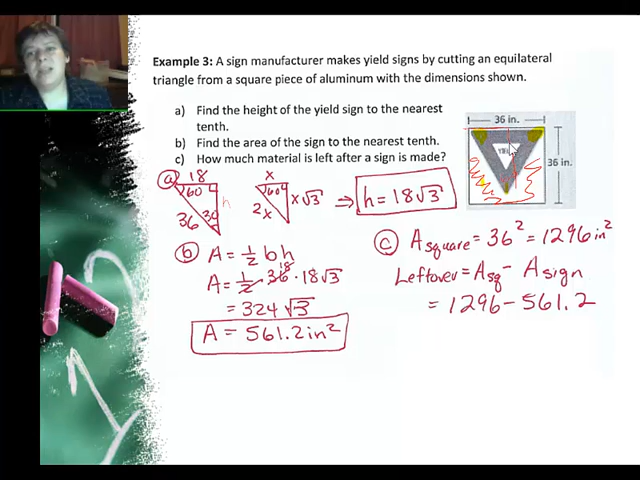 Example 3: A sign manufacturer makes yield signs by cutting an equilateral
triangle from a square piece of aluminum with the dimensions shown.
a) Find the height of the yield sign to the nearest
tenth.
b) Find the area of the sign to the nearest tenth.
c) How much material is left after a sign is made?
36 in.
36 in.
a 18
60
h
36 30
x
60
2x
x√3
⇒ h = 18√3
b A = 1/2 bh
A = 1/2 · 36 18 · 18√3
= 324 √3
A = 561.2 in²
c A square = 36² = 1296 in²
Leftover = A sq - A sign
= 1296 - 561.2